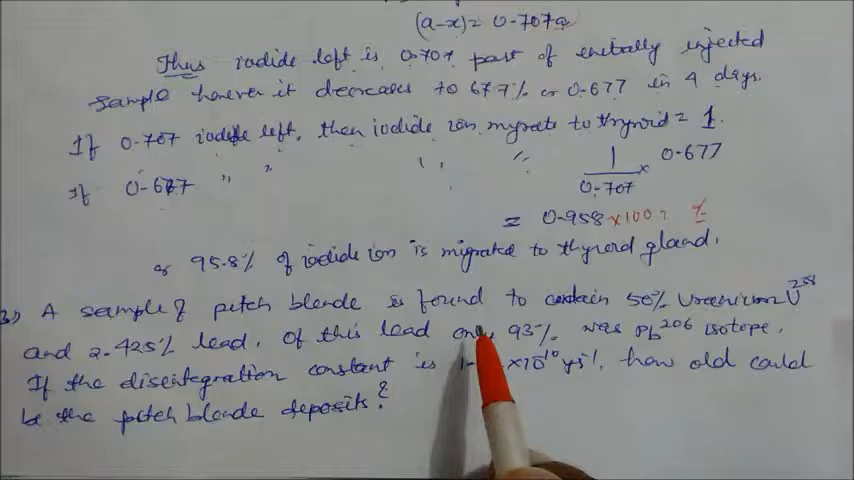 (a-x) = 0.707a
Thus iodide left is 0.707 part of initially injected
sample however it decreases to 67.7% or 0.677 in 4 days.
If 0.707 iodide left, then iodide ion migrate to thyroid = 1.
If 0.677 " " " " 1/0.707 × 0.677
= 0.958 ×100 %
or 95.8% of iodide ion is migrated to thyroid gland.
3) A sample of pitch blende is found to contain 50% Uranium U²³⁸
and 2.425% lead. Of this lead only 93% was Pb²⁰⁶ isotope.
If the disintegration constant is ×10⁻¹⁰ yr⁻¹, how old could
be the pitch blende deposits?